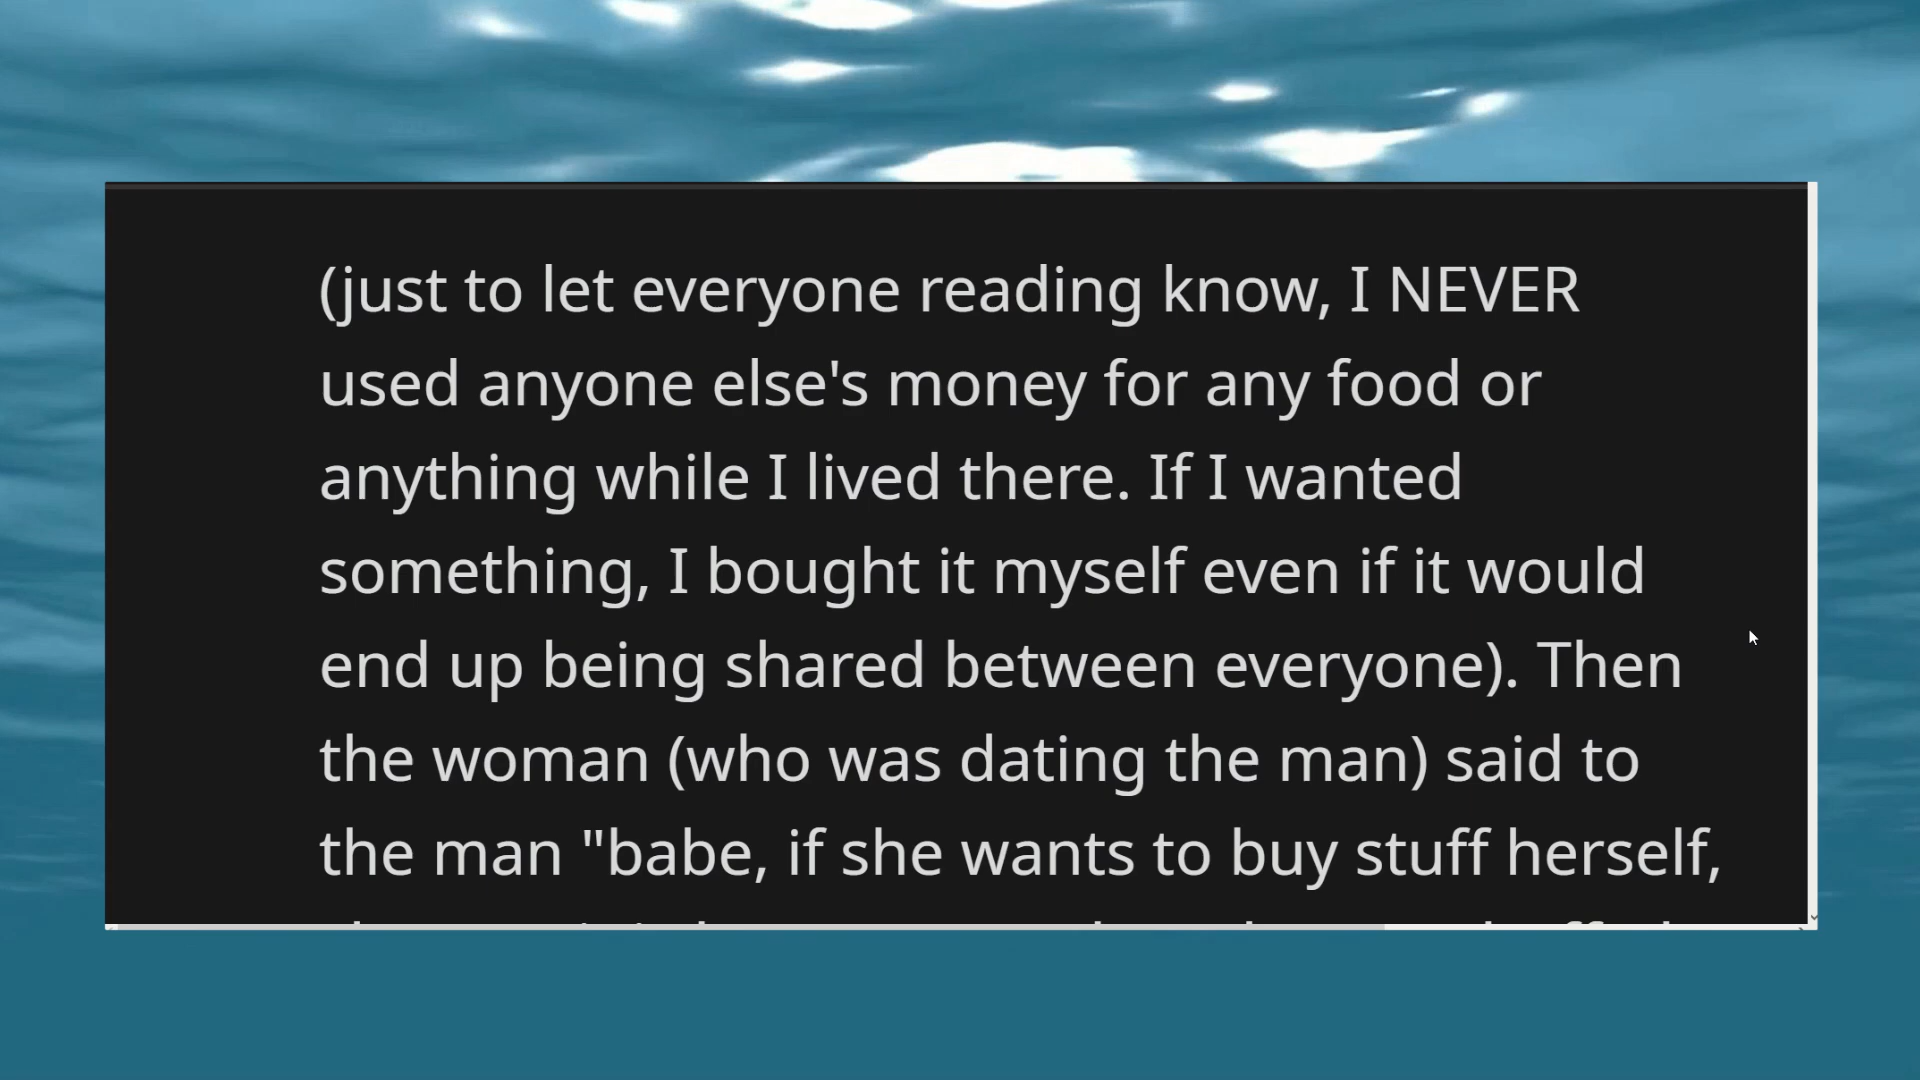 (just to let everyone reading know, I NEVER
used anyone else's money for any food or
anything while I lived there. If I wanted
something, I bought it myself even if it would
end up being shared between everyone). Then
the woman (who was dating the man) said to
the man "babe, if she wants to buy stuff herself,